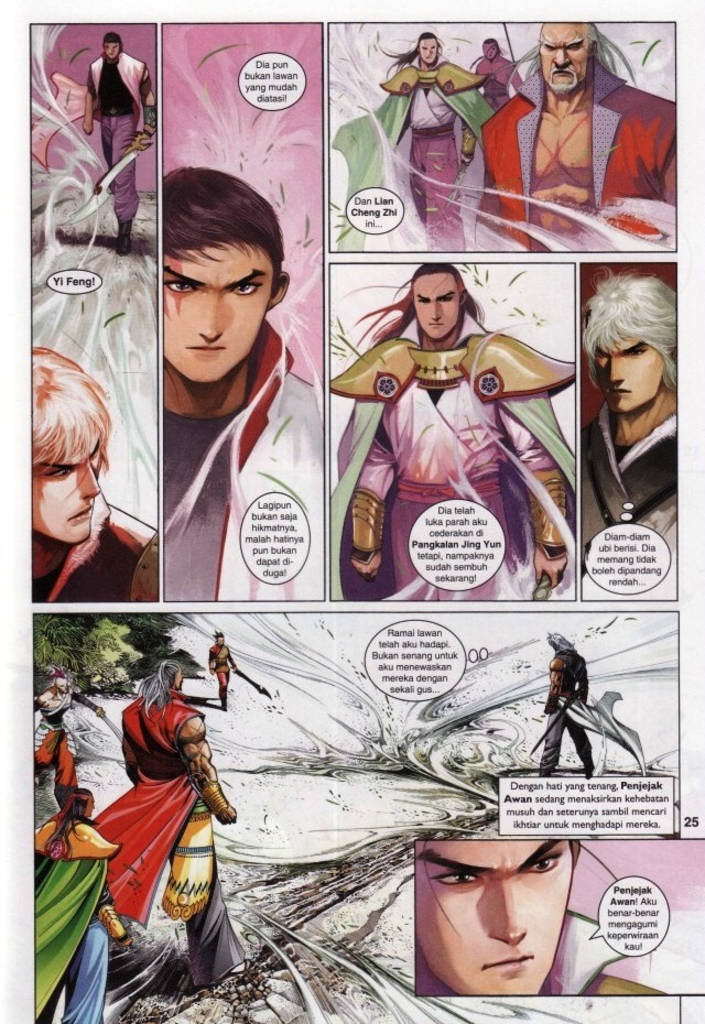 Dia pun
bukan lawan
yang mudah
diatasi!
Dan Lian
Cheng Zhi
ini...
Yi Feng!
Lagipun
bukan saja
hikmatnya,
malah hatinya
pun bukan
dapat di-
duga!
Dia telah
luka parah aku
cederakan di
Pangkalan Jing Yun
tetapi, nampaknya
sudah sembuh
sekarang!
Diam-diam
ubi berisi. Dia
memang tidak
boleh dipandang
rendah...
Ramai lawan
telah aku hadapi.
Bukan senang untuk
aku menewaskan
mereka dengan
sekali gus...
Dengan hati yang tenang, Penjejak
Awan sedang menaksirkan kehebatan
musuh dan seterunya sambil mencari
ikhtiar untuk menghadapi mereka.
25
Penjejak
Awan! Aku
benar-benar
mengagumi
keperwiraan
kau!